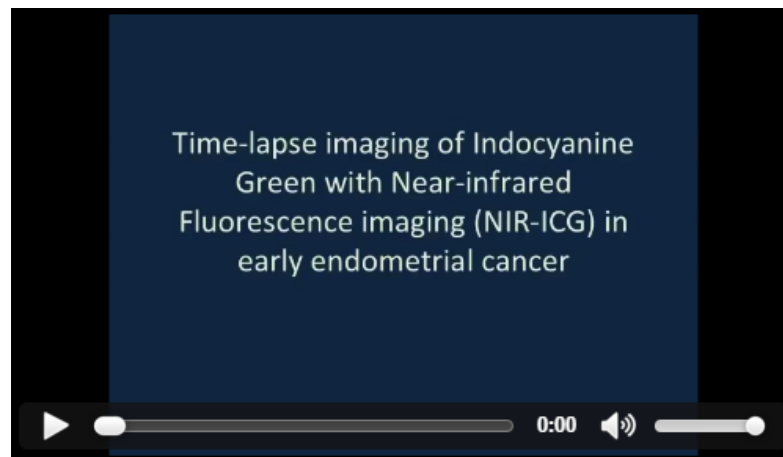 Time-lapse imaging of Indocyanine
Green with Near-infrared
Fluorescence imaging (NIR-ICG) in
early endometrial cancer
0:00